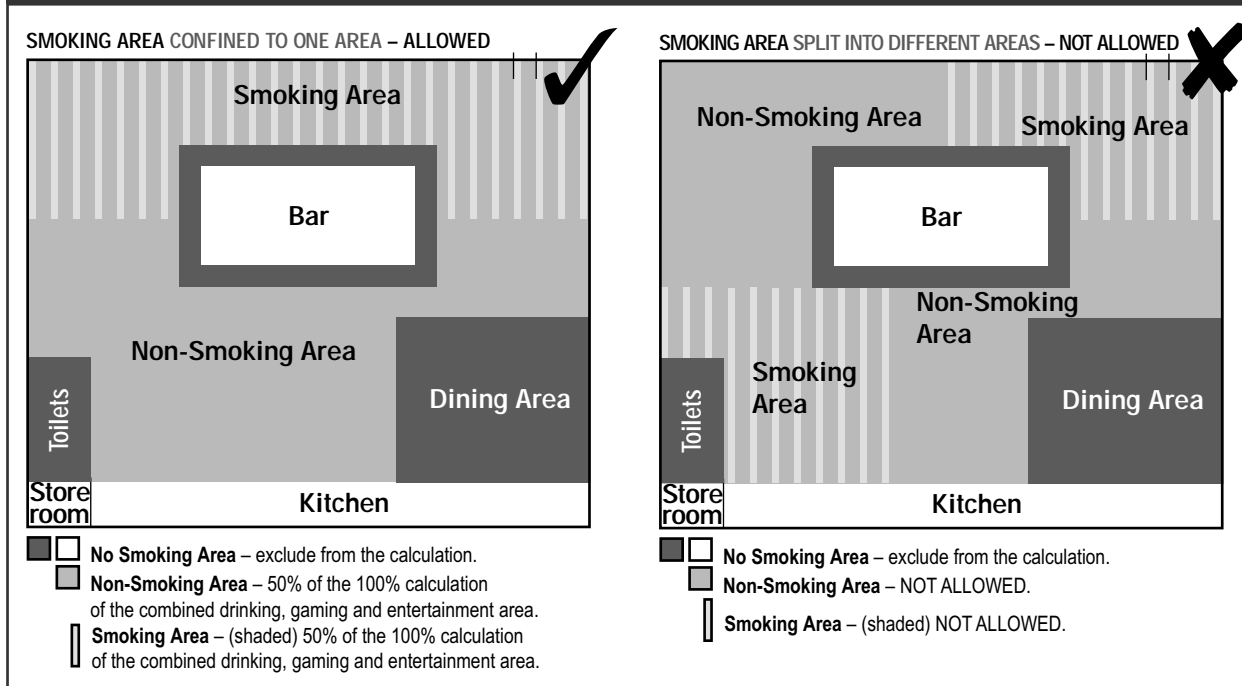 SMOKING AREA CONFINED TO ONE AREA – ALLOWED
Smoking Area
Bar
Non-Smoking Area
Dining Area
Toilets
Store
room
Kitchen
No Smoking Area – exclude from the calculation.
Non-Smoking Area – 50% of the 100% calculation
of the combined drinking, gaming and entertainment area.
Smoking Area – (shaded) 50% of the 100% calculation
of the combined drinking, gaming and entertainment area.
SMOKING AREA SPLIT INTO DIFFERENT AREAS – NOT ALLOWED
Non-Smoking Area
Smoking Area
Bar
Non-Smoking
Area
Smoking
Area
Dining Area
Toilets
Store
room
Kitchen
No Smoking Area – exclude from the calculation.
Non-Smoking Area – NOT ALLOWED.
Smoking Area – (shaded) NOT ALLOWED.